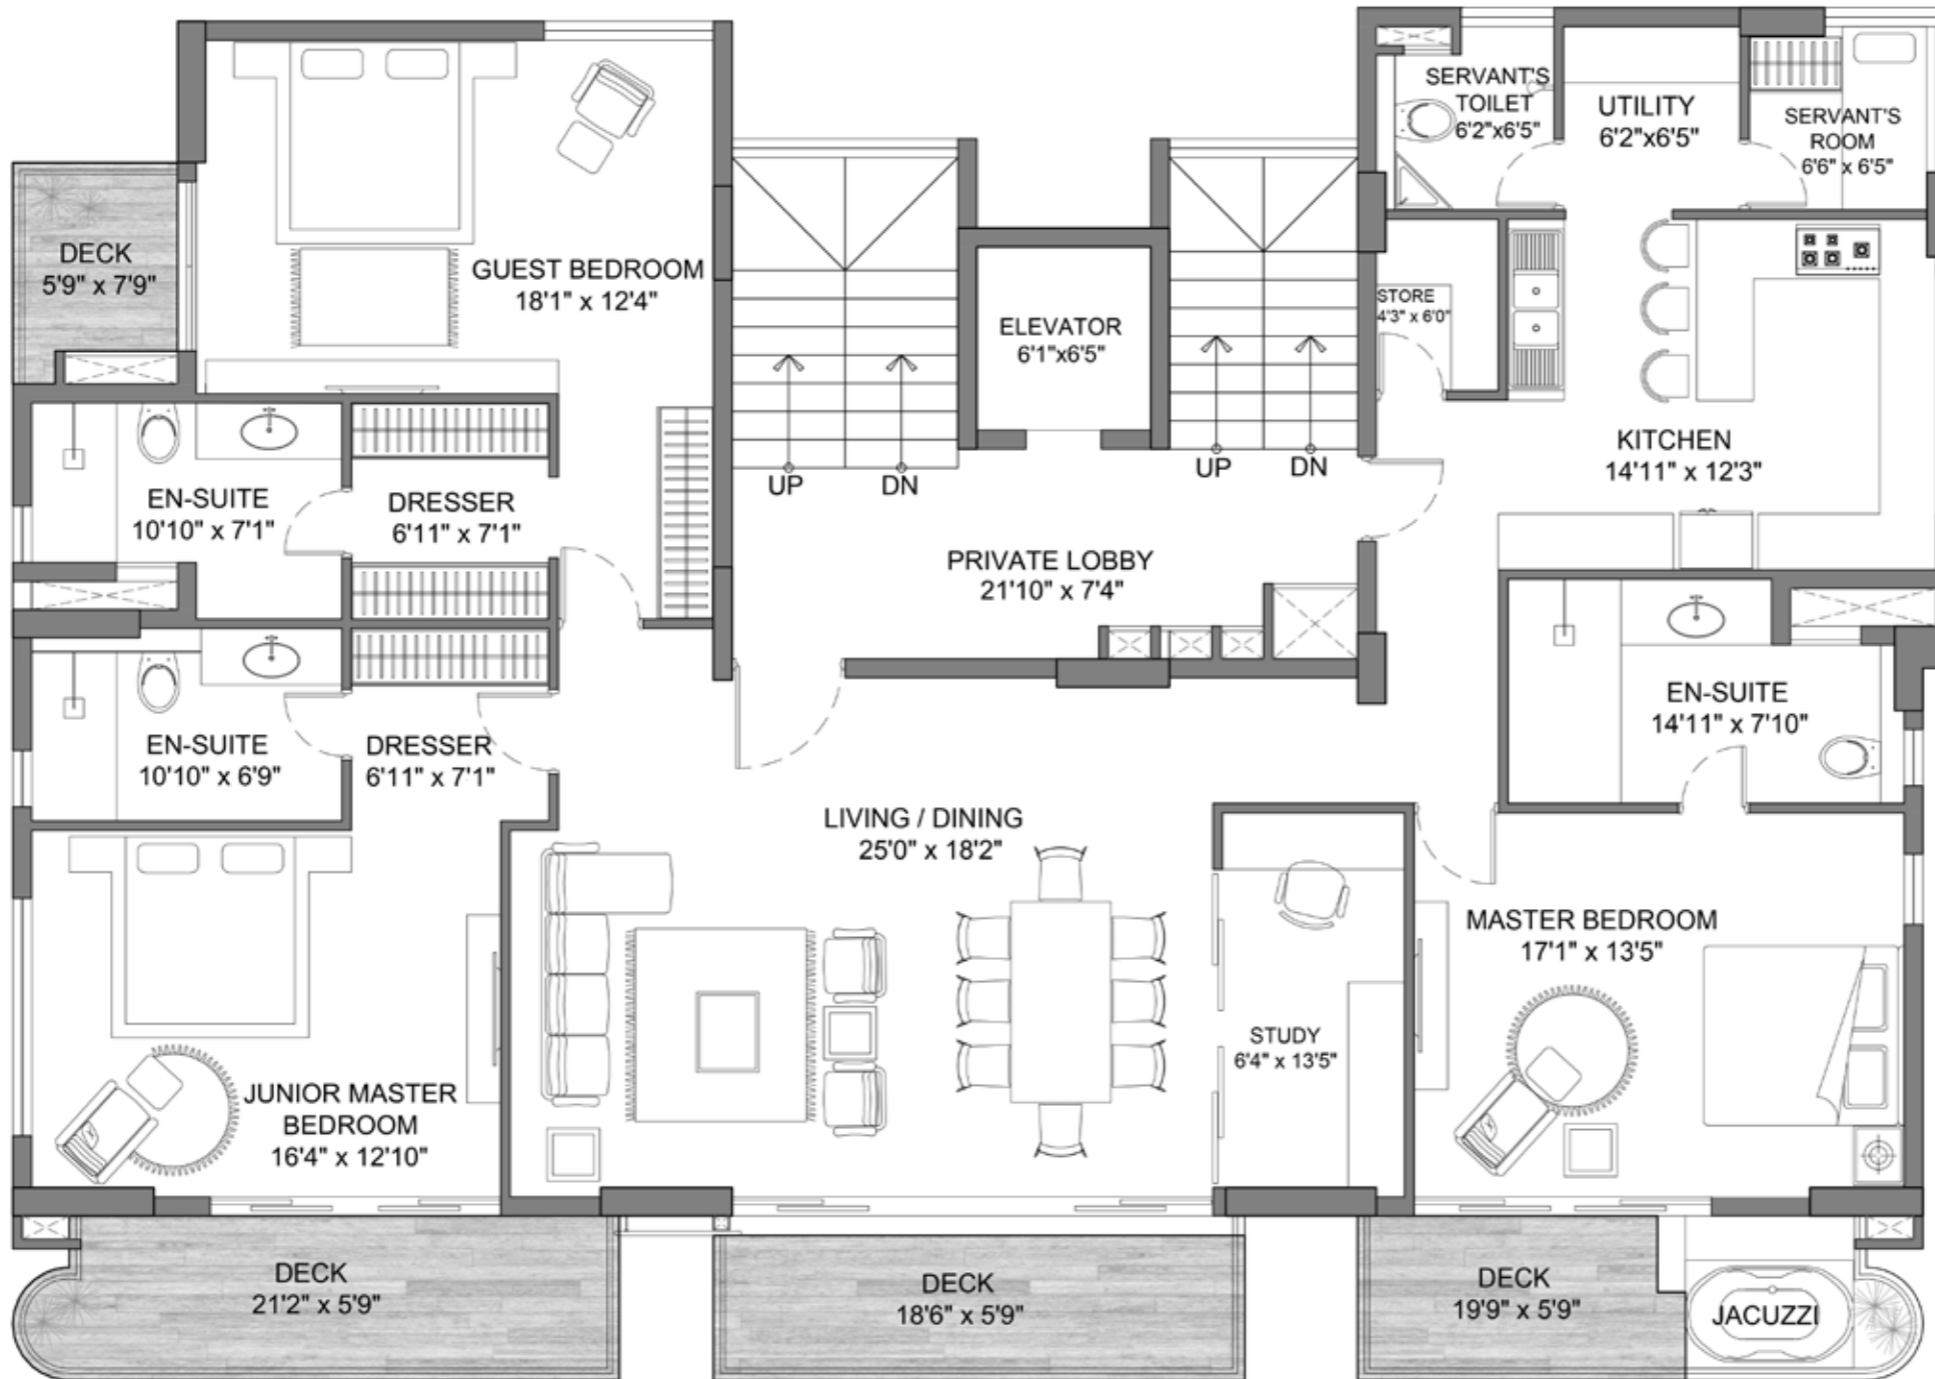 SERVANT'S
TOILET
6'2"x6'5"
UTILITY
6'2"x6'5"
SERVANT'S
ROOM
6'6" x 6'5"
DECK
5'9" x 7'9"
GUEST BEDROOM
18'1" x 12'4"
ELEVATOR
6'1"x6'5"
STORE
4'3" x 6'0"
UP
DN
UP
DN
KITCHEN
14'11" x 12'3"
EN-SUITE
10'10" x 7'1"
DRESSER
6'11" x 7'1"
PRIVATE LOBBY
21'10" x 7'4"
EN-SUITE
10'10" x 6'9"
DRESSER
6'11" x 7'1"
EN-SUITE
14'11" x 7'10"
LIVING / DINING
25'0" x 18'2"
MASTER BEDROOM
17'1" x 13'5"
STUDY
6'4" x 13'5"
JUNIOR MASTER
BEDROOM
16'4" x 12'10"
DECK
21'2" x 5'9"
DECK
18'6" x 5'9"
DECK
19'9" x 5'9"
JACUZZI